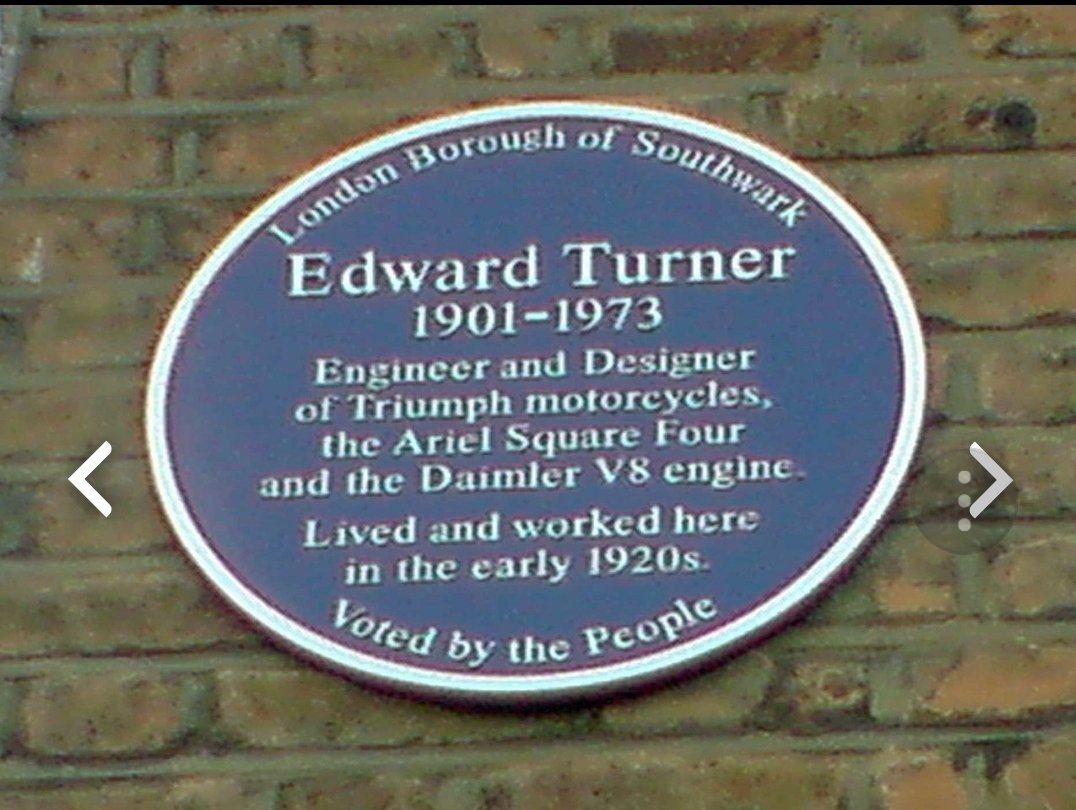 London Borough of Southwark
Edward Turner
1901-1973
Engineer and Designer
of Triumph motorcycles,
the Ariel Square Four
and the Daimler V8 engine.
Lived and worked here
in the early 1920s.
Voted by the People